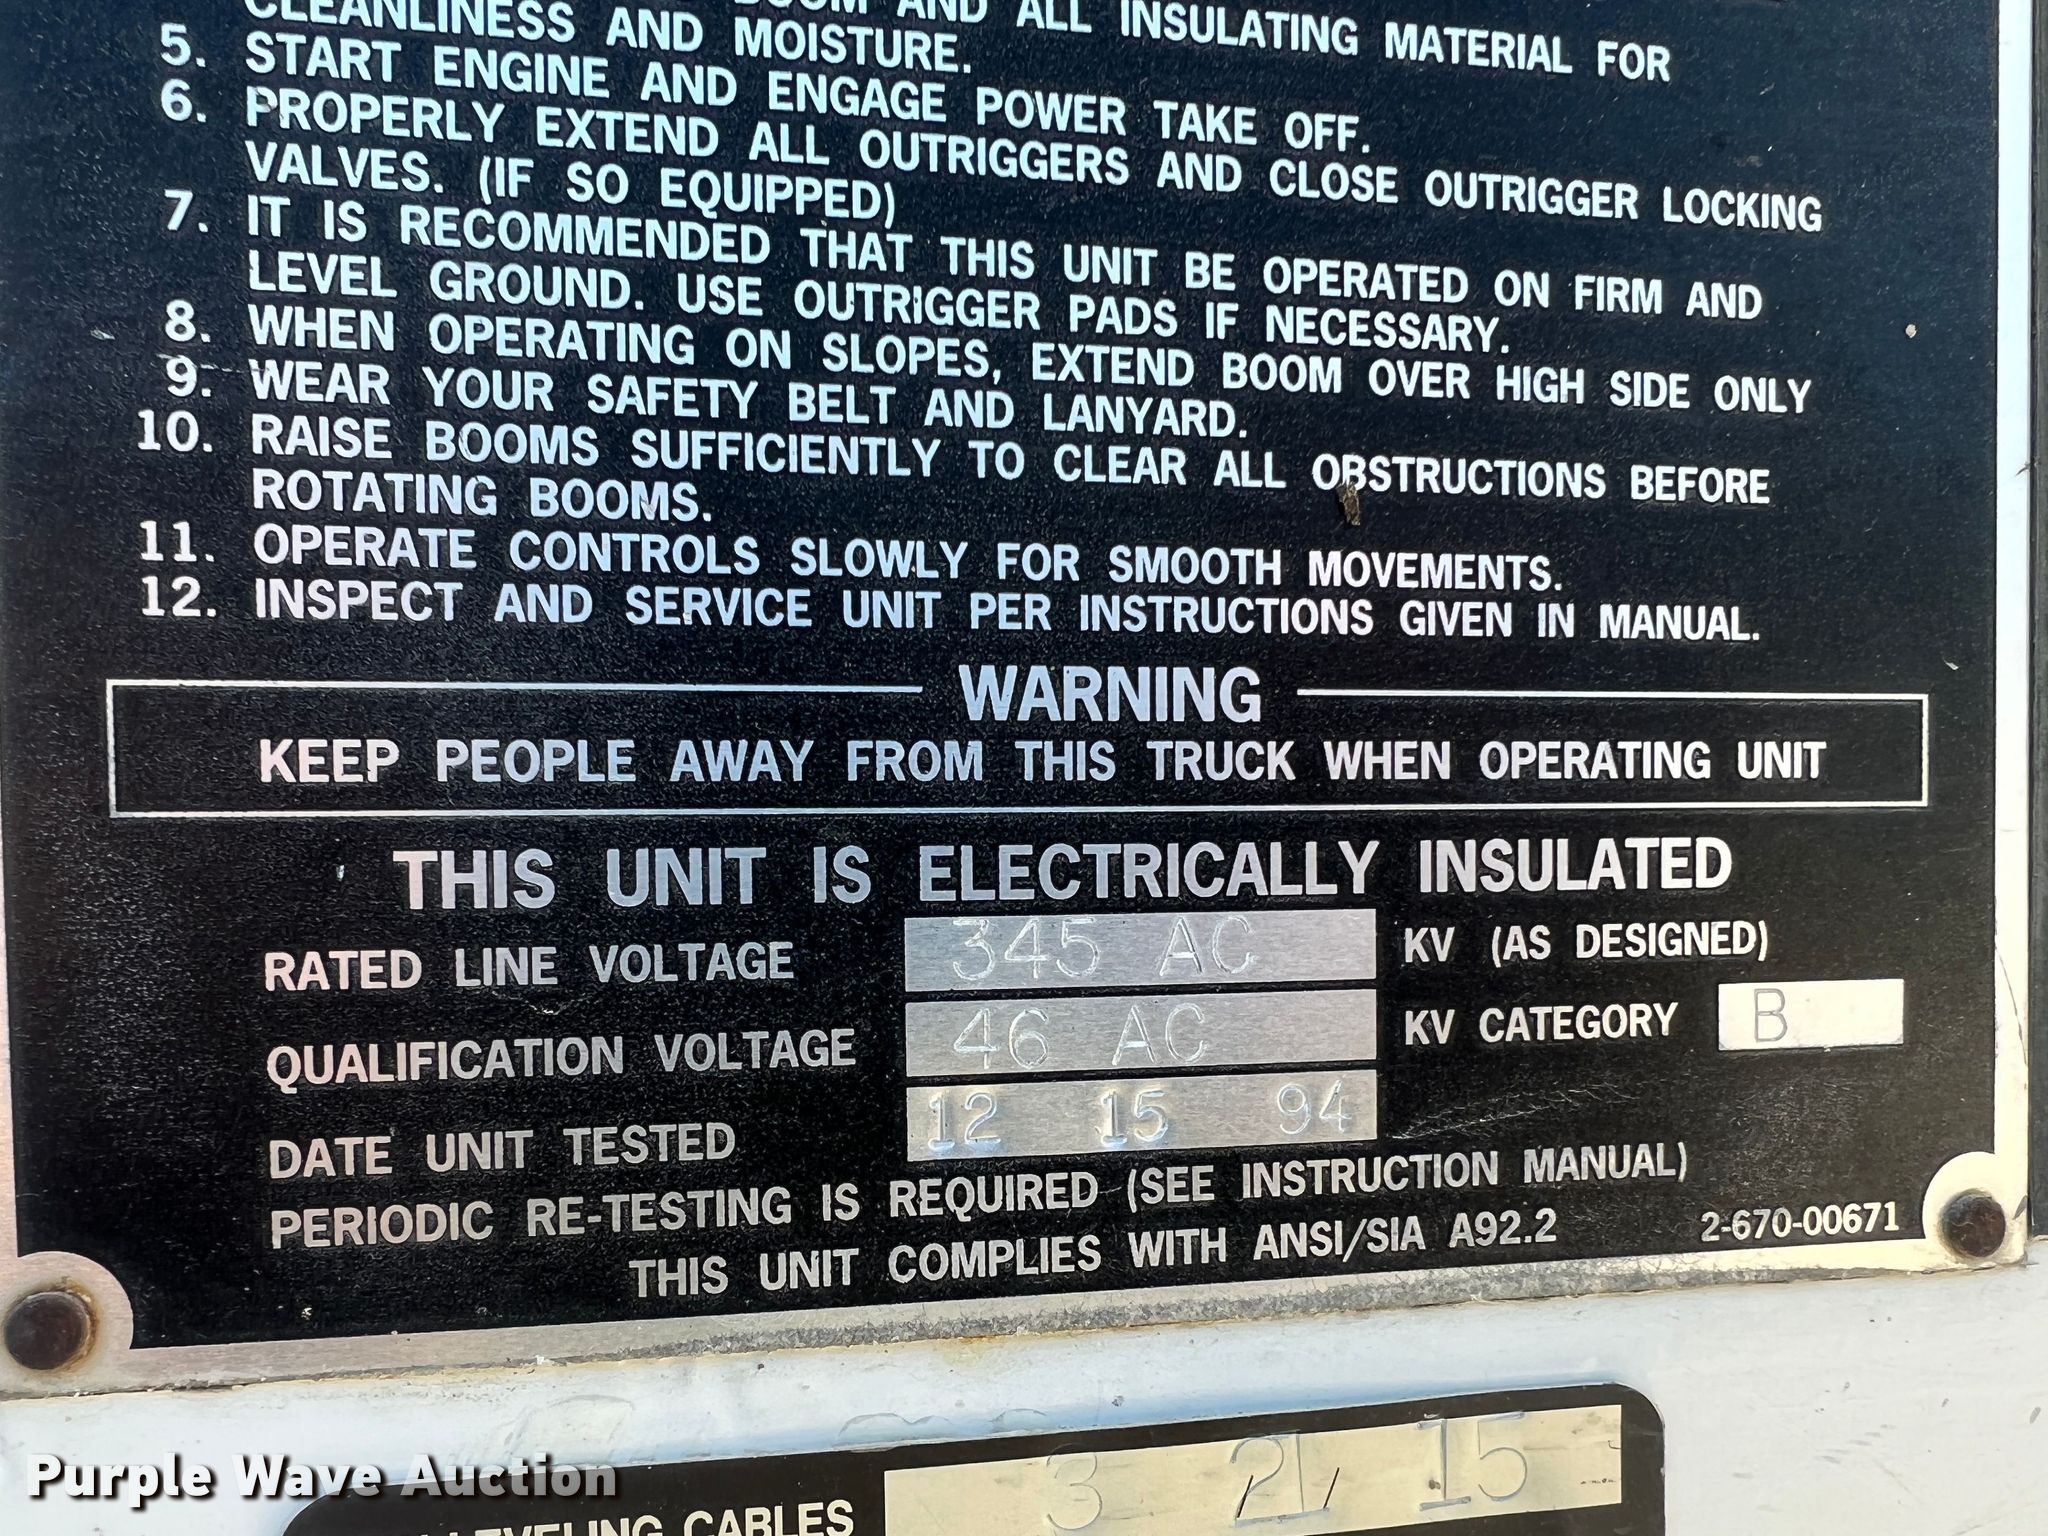 BOOM AND ALL INSULATING MATERIAL FOR
CLEANLINESS AND MOISTURE.
5. START ENGINE AND ENGAGE POWER TAKE OFF.
6. PROPERLY EXTEND ALL OUTRIGGERS AND CLOSE OUTRIGGER LOCKING
VALVES. (IF SO EQUIPPED)
7. IT IS RECOMMENDED THAT THIS UNIT BE OPERATED ON FIRM AND
LEVEL GROUND. USE OUTRIGGER PADS IF NECESSARY.
8. WHEN OPERATING ON SLOPES, EXTEND BOOM OVER HIGH SIDE ONLY
9. WEAR YOUR SAFETY BELT AND LANYARD.
10. RAISE BOOMS SUFFICIENTLY TO CLEAR ALL OBSTRUCTIONS BEFORE
ROTATING BOOMS.
11. OPERATE CONTROLS SLOWLY FOR SMOOTH MOVEMENTS.
12. INSPECT AND SERVICE UNIT PER INSTRUCTIONS GIVEN IN MANUAL.
WARNING
KEEP PEOPLE AWAY FROM THIS TRUCK WHEN OPERATING UNIT
THIS UNIT IS ELECTRICALLY INSULATED
RATED LINE VOLTAGE 345 AC KV (AS DESIGNED)
QUALIFICATION VOLTAGE 46 AC KV CATEGORY B
DATE UNIT TESTED 12 15 94
PERIODIC RE-TESTING IS REQUIRED (SEE INSTRUCTION MANUAL)
THIS UNIT COMPLIES WITH ANSI/SIA A92.2 2-670-00671
LEVELING CABLES 3 21 15
Purple Wave Auction